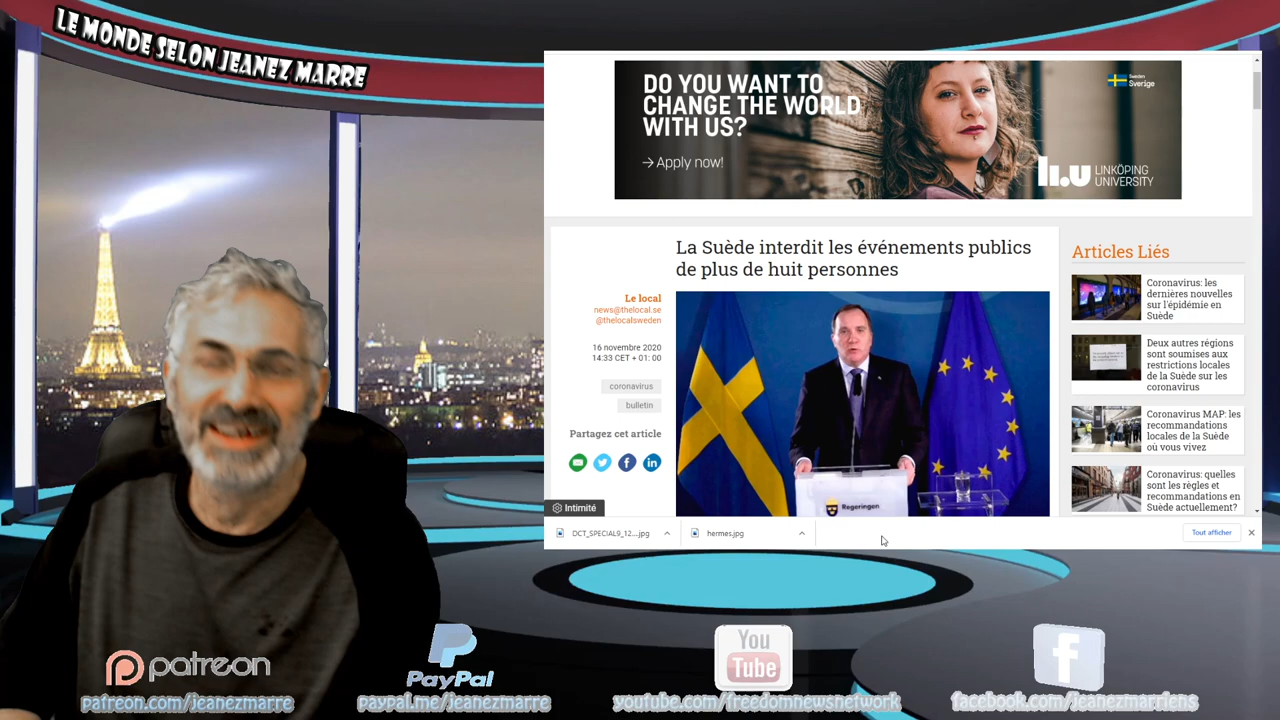 LE MONDE SELON JEANEZ MARRE
DO YOU WANT TO
CHANGE THE WORLD
WITH US?
→ Apply now!
Sweden
Sverige
li.u LINKÖPING
UNIVERSITY
La Suède interdit les événements publics
de plus de huit personnes
Le local
news@thelocal.se
@thelocalsweden
16 novembre 2020
14:33 CET + 01: 00
coronavirus
bulletin
Partagez cet article
Regeringen
Intimité
Articles Liés
Coronavirus: les
dernières nouvelles
sur l'épidémie en
Suède
Deux autres régions
sont soumises aux
restrictions locales
de la Suède sur les
coronavirus
Coronavirus MAP: les
recommandations
locales de la Suède
où vous vivez
Coronavirus: quelles
sont les règles et
recommandations en
Suède actuellement?
DCT_SPECIAL9_12....jpg
hermes.jpg
Tout afficher
patreon
patreon.com/jeanezmarre
PayPal
paypal.me/jeanezmarre
You
Tube
youtube.com/freedomnewsnetwork
facebook.com/jeanezmarriens